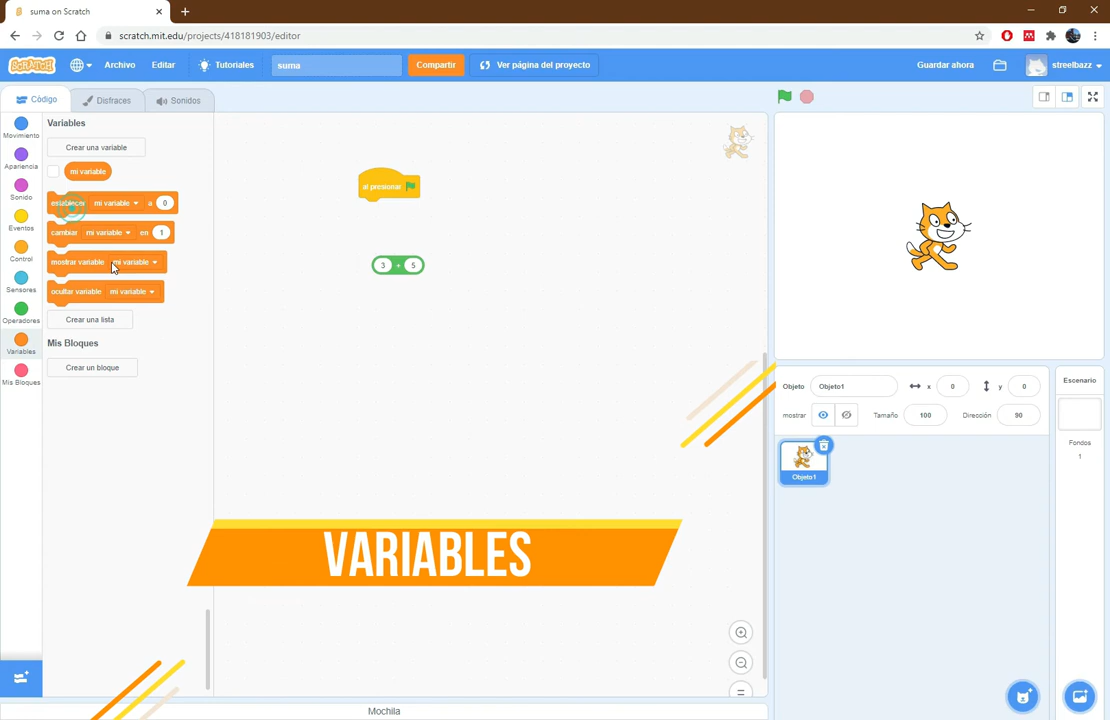 suma on Scratch
scratch.mit.edu/projects/418181903/editor
SCRATCH
Archivo
Editar
Tutoriales
suma
Compartir
Ver página del proyecto
Guardar ahora
streelbazz
Código
Disfraces
Sonidos
Movimiento
Apariencia
Sonido
Eventos
Control
Sensores
Operadores
Variables
Mis Bloques
Variables
Crear una variable
mi variable
establecer mi variable a 0
cambiar mi variable en 1
mostrar variable mi variable
ocultar variable mi variable
Crear una lista
Mis Bloques
Crear un bloque
al presionar
3 + 5
VARIABLES
Mochila
Objeto Objeto1 x 0 y 0
mostrar Tamaño 100 Dirección 90
Objeto1
Escenario
Fondos
1